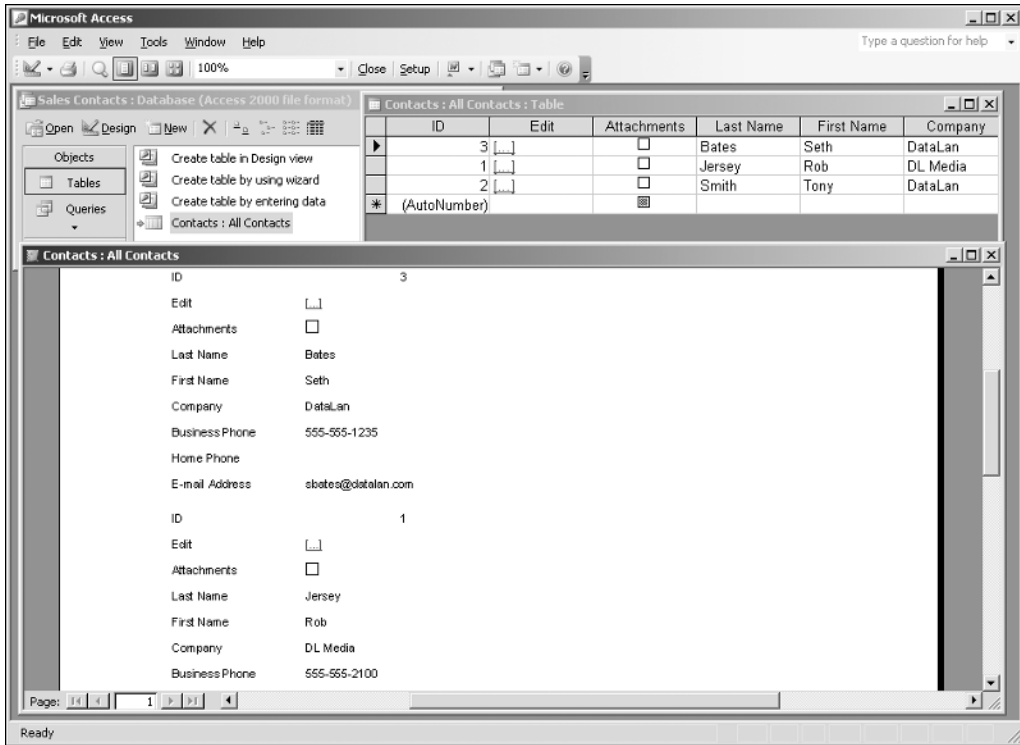 Microsoft Access
File Edit View Tools Window Help Type a question for help
100% Close Setup
Sales Contacts : Database (Access 2000 file format)
Open Design New
Objects
Tables
Queries
Create table in Design view
Create table by using wizard
Create table by entering data
Contacts : All Contacts
Contacts : All Contacts : Table
ID Edit Attachments Last Name First Name Company
3 [...] Bates Seth DataLan
1 [...] Jersey Rob DL Media
2 [...] Smith Tony DataLan
(AutoNumber)
Contacts : All Contacts
ID 3
Edit [...]
Attachments
Last Name Bates
First Name Seth
Company DataLan
Business Phone 555-555-1235
Home Phone
E-mail Address sbates@datalan.com
ID 1
Edit [...]
Attachments
Last Name Jersey
First Name Rob
Company DL Media
Business Phone 555-555-2100
Page: 1
Ready